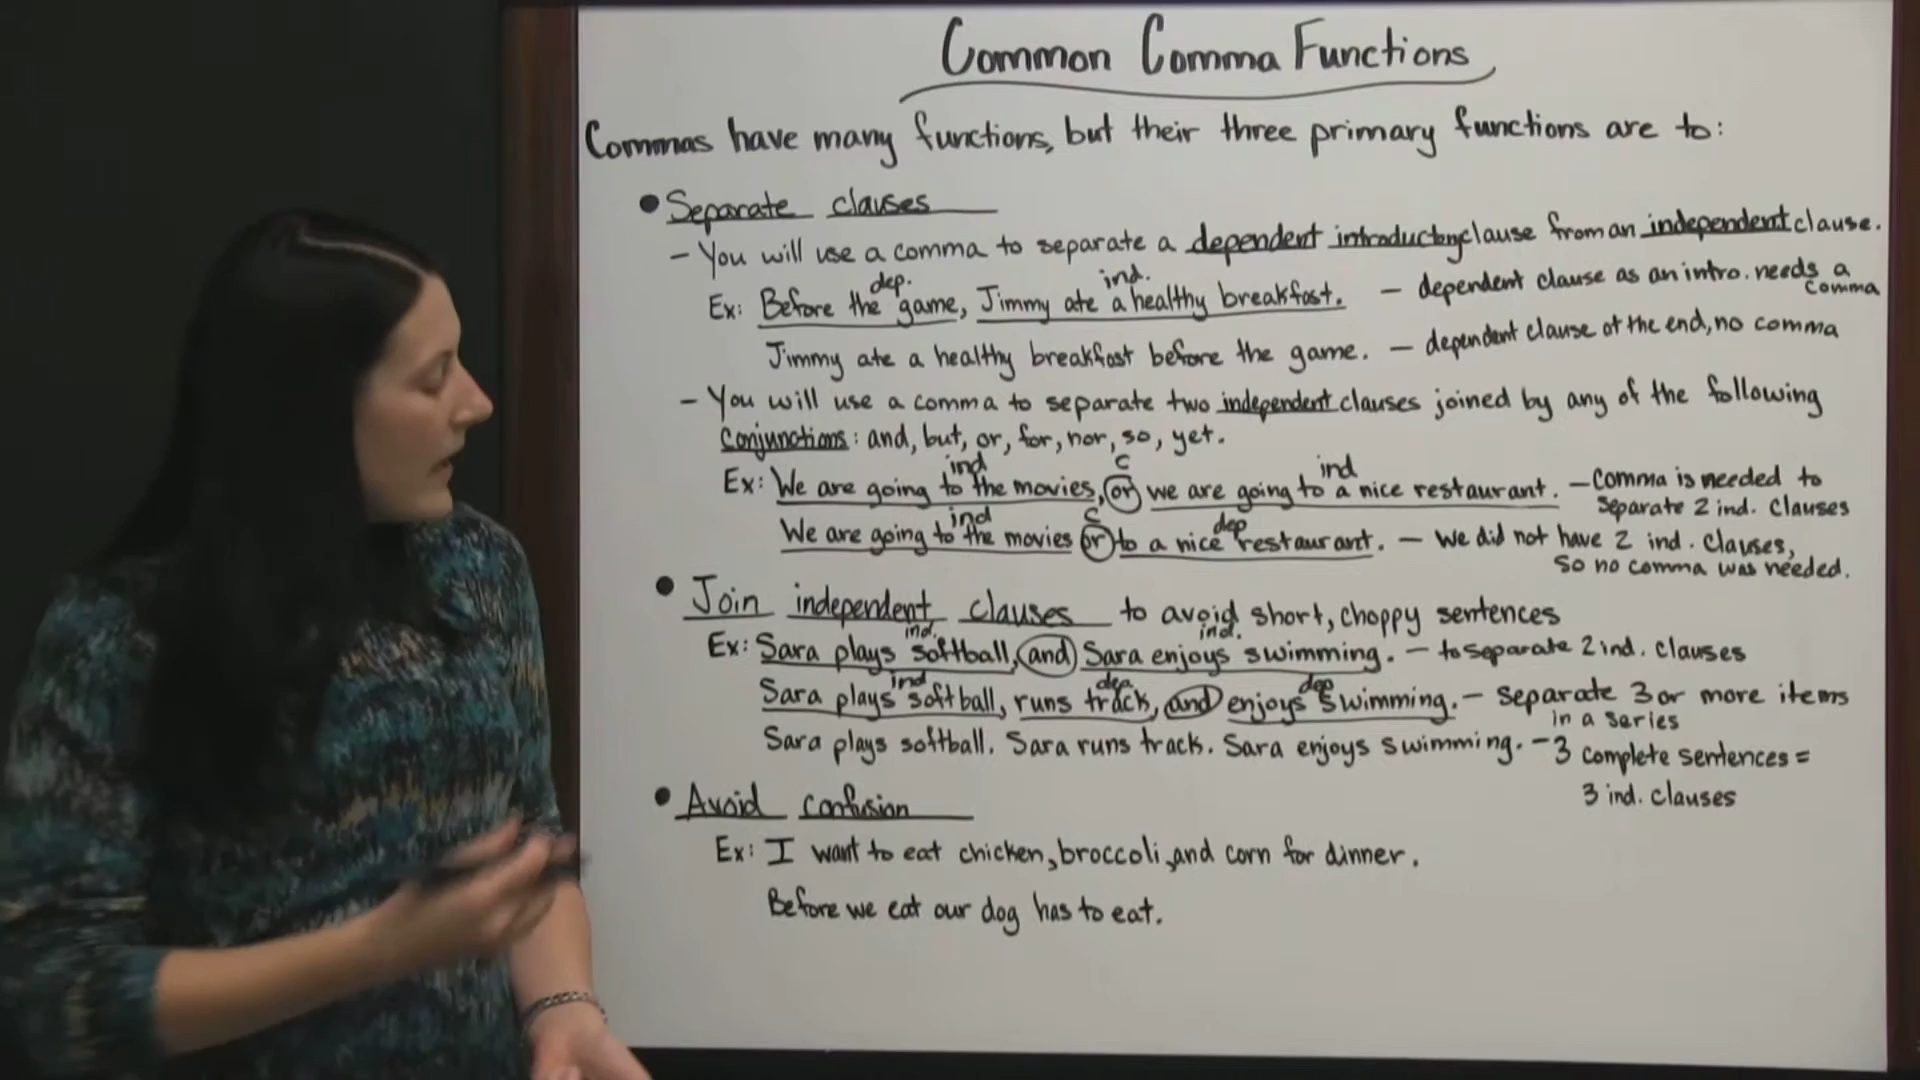 Common Comma Functions
Commas have many functions, but their three primary functions are to:
• Separate clauses
- You will use a comma to separate a dependent introductory clause from an independent clause.
dep. ind.
Ex: Before the game, Jimmy ate a healthy breakfast. - dependent clause as an intro. needs a comma
Jimmy ate a healthy breakfast before the game. - dependent clause at the end, no comma
- You will use a comma to separate two independent clauses joined by any of the following
conjunctions: and, but, or, for, nor, so, yet.
ind c ind
Ex: We are going to the movies, or we are going to a nice restaurant. - comma is needed to
separate 2 ind. clauses
ind c dep
We are going to the movies or to a nice restaurant. - We did not have 2 ind. clauses,
so no comma was needed.
• Join independent clauses to avoid short, choppy sentences
ind. ind.
Ex: Sara plays softball, and Sara enjoys swimming. - to separate 2 ind. clauses
ind dep dep
Sara plays softball, runs track, and enjoys swimming. - separate 3 or more items
in a series
Sara plays softball. Sara runs track. Sara enjoys swimming. - 3 complete sentences =
3 ind. clauses
• Avoid confusion
Ex: I want to eat chicken, broccoli, and corn for dinner.
Before we eat our dog has to eat.